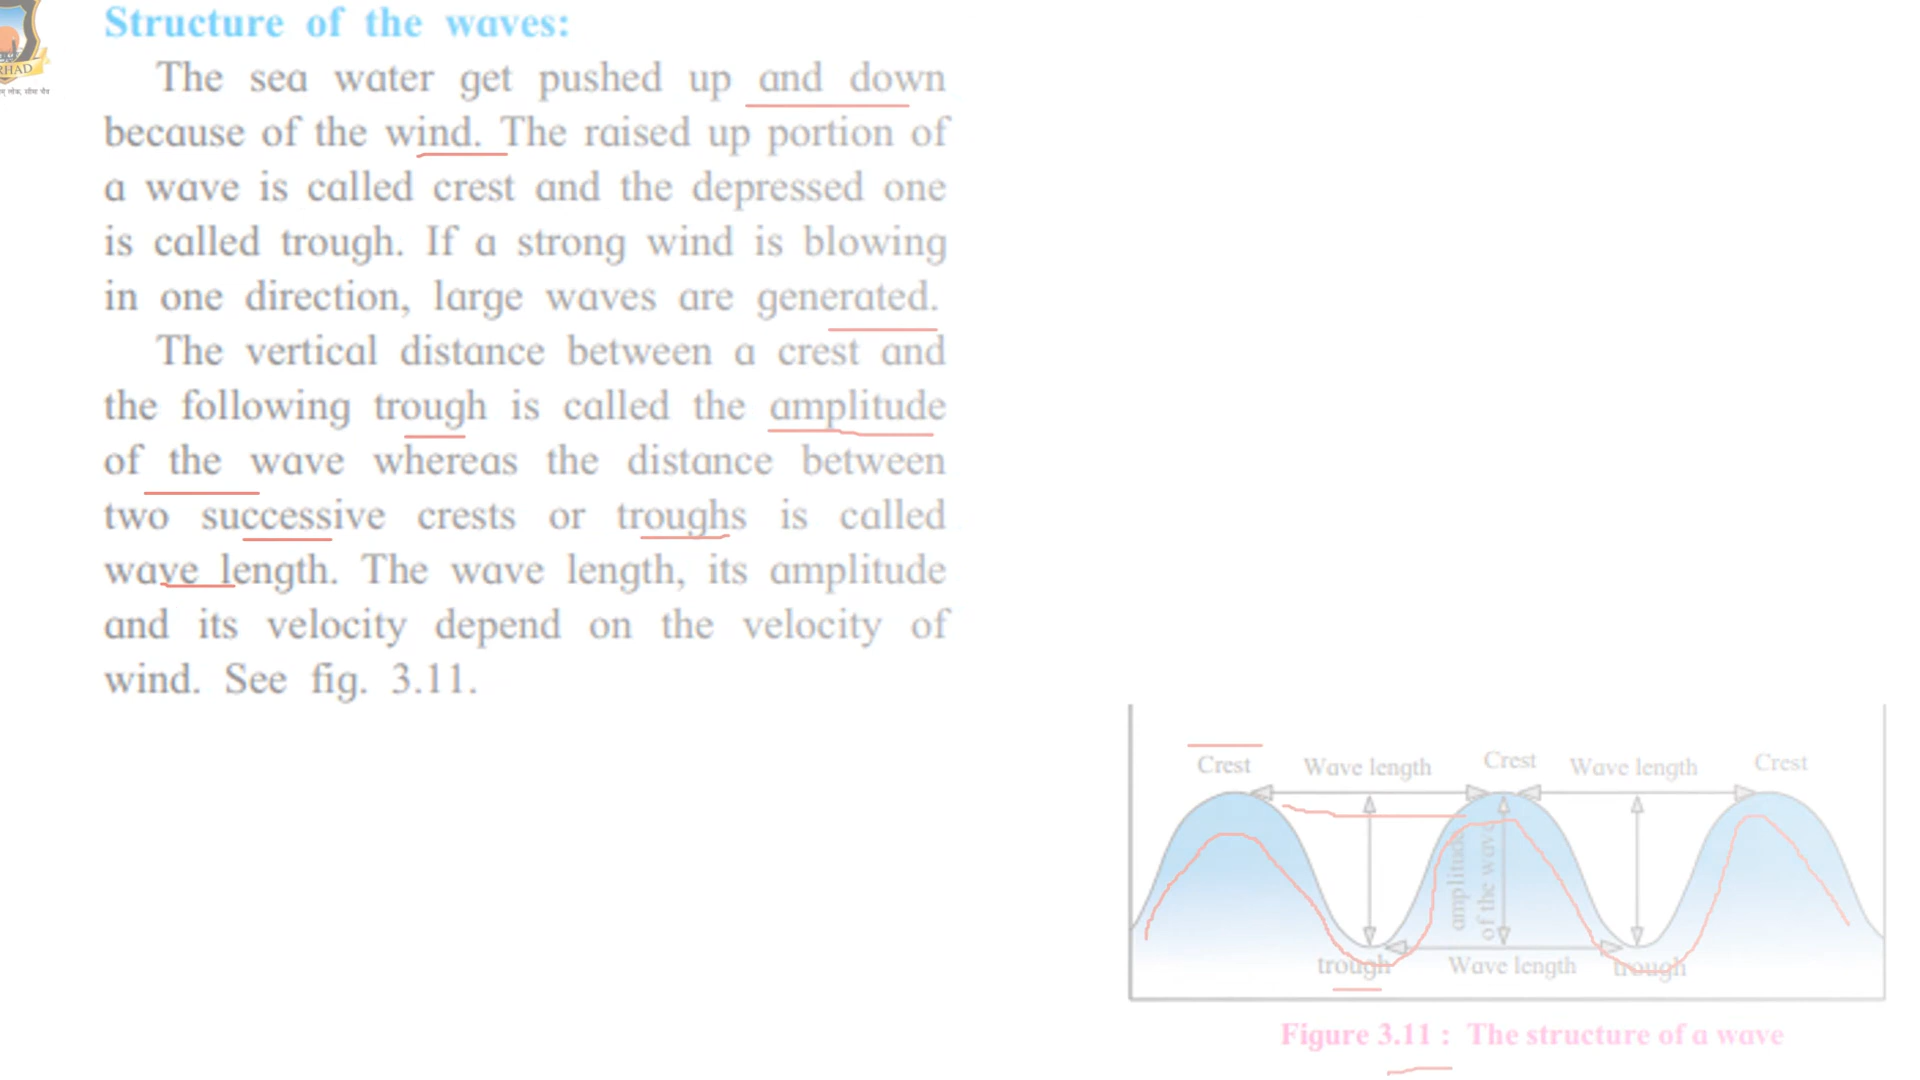 Structure of the waves:
The sea water get pushed up and down
because of the wind. The raised up portion of
a wave is called crest and the depressed one
is called trough. If a strong wind is blowing
in one direction, large waves are generated.
The vertical distance between a crest and
the following trough is called the amplitude
of the wave whereas the distance between
two successive crests or troughs is called
wave length. The wave length, its amplitude
and its velocity depend on the velocity of
wind. See fig. 3.11.
Crest Wave length Crest Wave length Crest
amplitude
of the wave
trough Wave length trough
Figure 3.11 : The structure of a wave